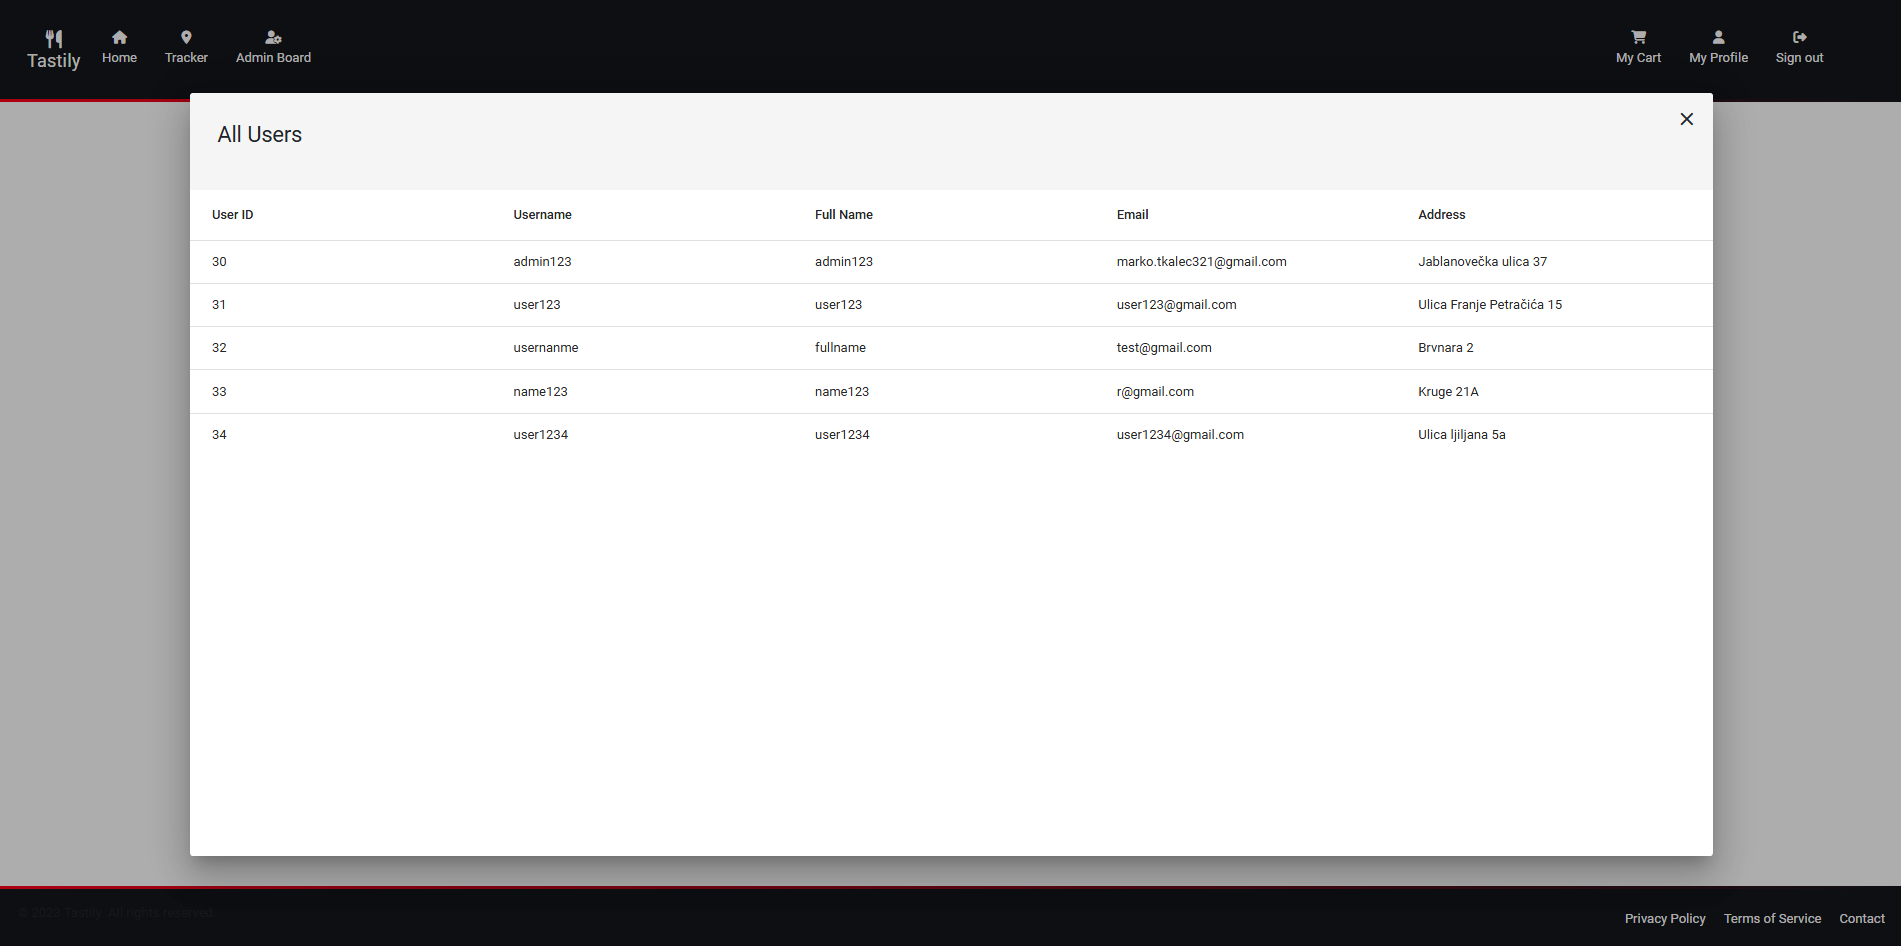 Tastily
Home
Tracker
Admin Board
My Cart
My Profile
Sign out
All Users
User ID Username Full Name Email Address
30 admin123 admin123 marko.tkalec321@gmail.com Jablanovečka ulica 37
31 user123 user123 user123@gmail.com Ulica Franje Petračića 15
32 usernanme fullname test@gmail.com Brvnara 2
33 name123 name123 r@gmail.com Kruge 21A
34 user1234 user1234 user1234@gmail.com Ulica ljiljana 5a
© 2023 Tastily. All rights reserved.
Privacy Policy Terms of Service Contact